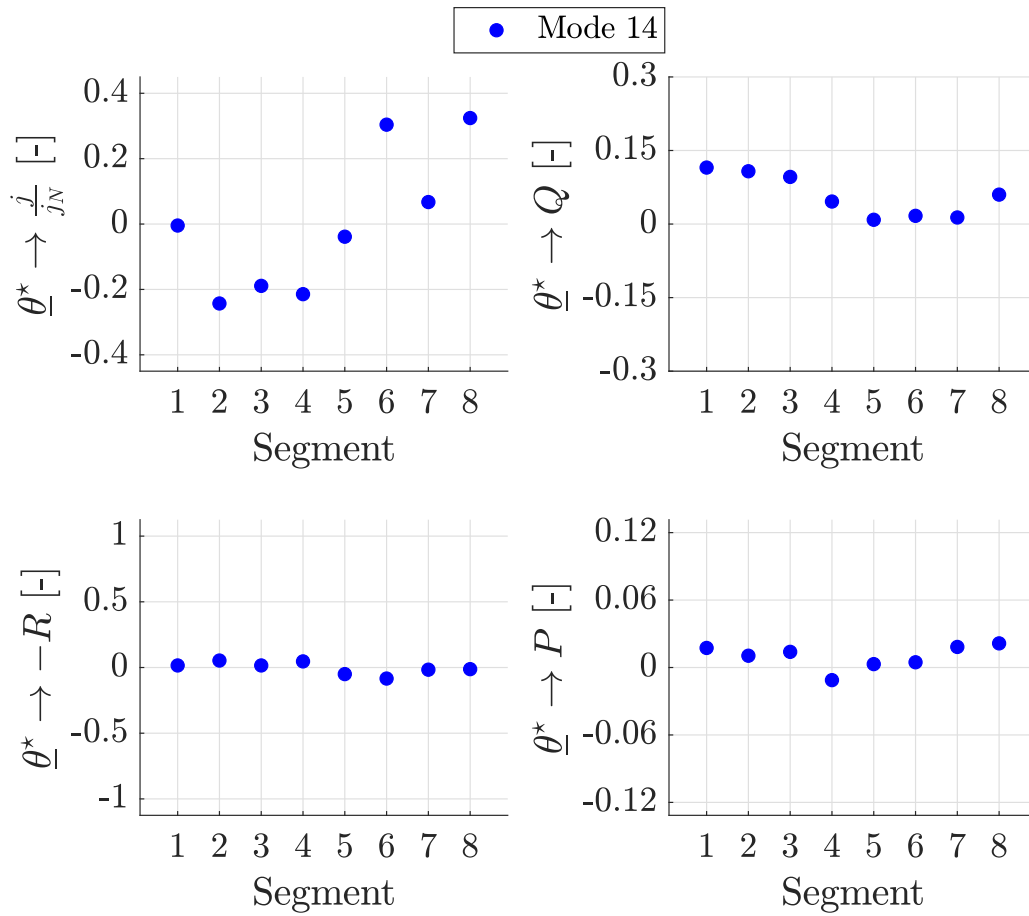 Mode 14
θ* → j/j_N [-]
0.4
0.2
0
-0.2
-0.4
1 2 3 4 5 6 7 8
Segment
θ* → Q [-]
0.3
0.15
0
-0.15
-0.3
1 2 3 4 5 6 7 8
Segment
θ* → −R [-]
1
0.5
0
-0.5
-1
1 2 3 4 5 6 7 8
Segment
θ* → P [-]
0.12
0.06
0
-0.06
-0.12
1 2 3 4 5 6 7 8
Segment